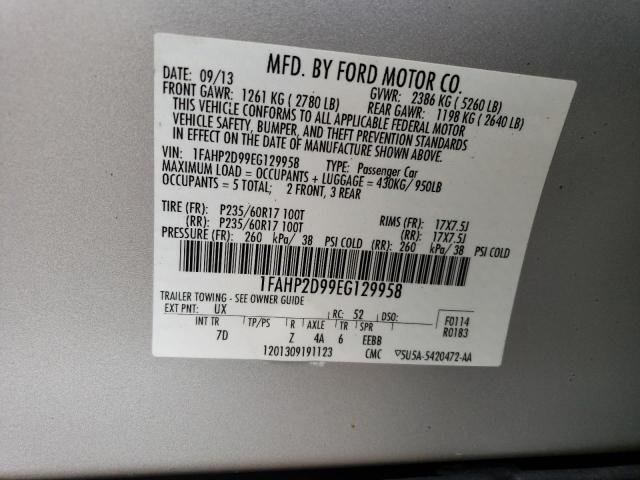 MFD. BY FORD MOTOR CO.
DATE: 09/13 GVWR: 2386 KG ( 5260 LB)
FRONT GAWR: 1261 KG ( 2780 LB) REAR GAWR: 1198 KG ( 2640 LB)
THIS VEHICLE CONFORMS TO ALL APPLICABLE FEDERAL MOTOR
VEHICLE SAFETY, BUMPER, AND THEFT PREVENTION STANDARDS
IN EFFECT ON THE DATE OF MANUFACTURE SHOWN ABOVE.
VIN: 1FAHP2D99EG129958 TYPE: Passenger Car
MAXIMUM LOAD = OCCUPANTS + LUGGAGE = 430KG/ 950LB
OCCUPANTS = 5 TOTAL; 2 FRONT, 3 REAR
TIRE (FR): P235/60R17 100T RIMS (FR): 17X7.5J
(RR): P235/60R17 100T (RR): 17X7.5J
PRESSURE (FR): 260 kPa/ 38 PSI COLD (RR): 260 kPa/ 38 PSI COLD
1FAHP2D99EG129958
TRAILER TOWING - SEE OWNER GUIDE
EXT PNT: UX RC: 52 DSO: F0114
INT TR TP/PS R AXLE TR SPR R0183
7D Z 4A 6 EEBB
1201309191123 CMC 5U5A-5420472-AA